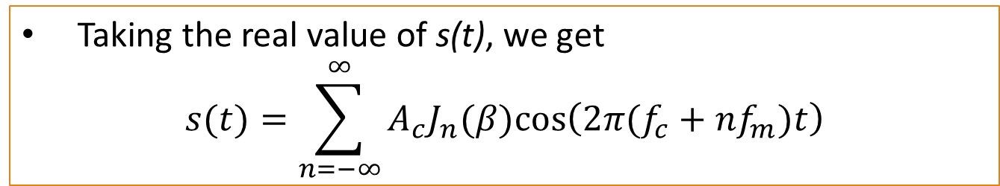 • Taking the real value of s(t), we get
∞
s(t) = ∑ A_c J_n(β)cos(2π(f_c + nf_m)t)
n=−∞